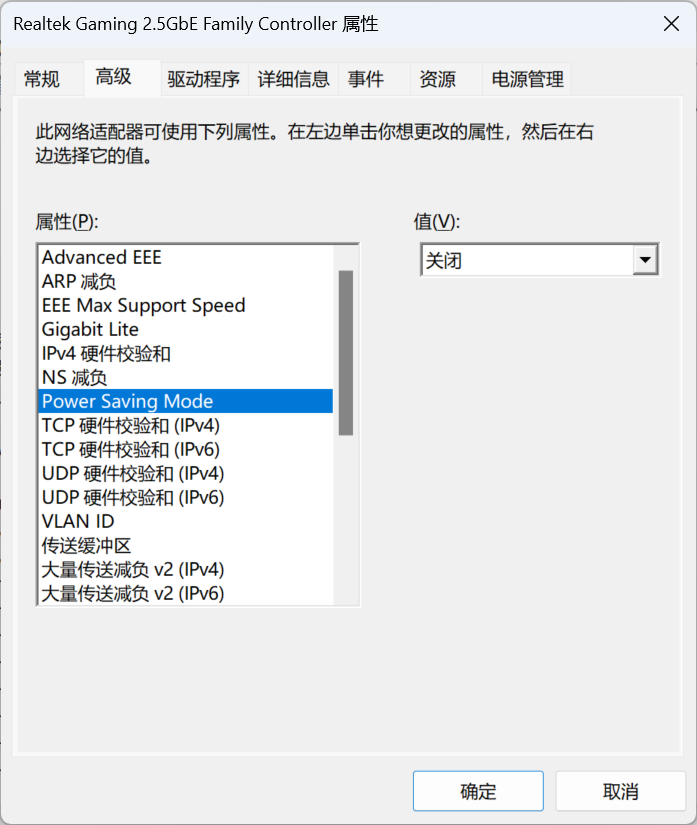 Realtek Gaming 2.5GbE Family Controller 属性
常规 高级 驱动程序 详细信息 事件 资源 电源管理
此网络适配器可使用下列属性。在左边单击你想更改的属性，然后在右
边选择它的值。
属性(P):
值(V):
Advanced EEE
ARP 减负
EEE Max Support Speed
Gigabit Lite
IPv4 硬件校验和
NS 减负
Power Saving Mode
TCP 硬件校验和 (IPv4)
TCP 硬件校验和 (IPv6)
UDP 硬件校验和 (IPv4)
UDP 硬件校验和 (IPv6)
VLAN ID
传送缓冲区
大量传送减负 v2 (IPv4)
大量传送减负 v2 (IPv6)
关闭
确定 取消